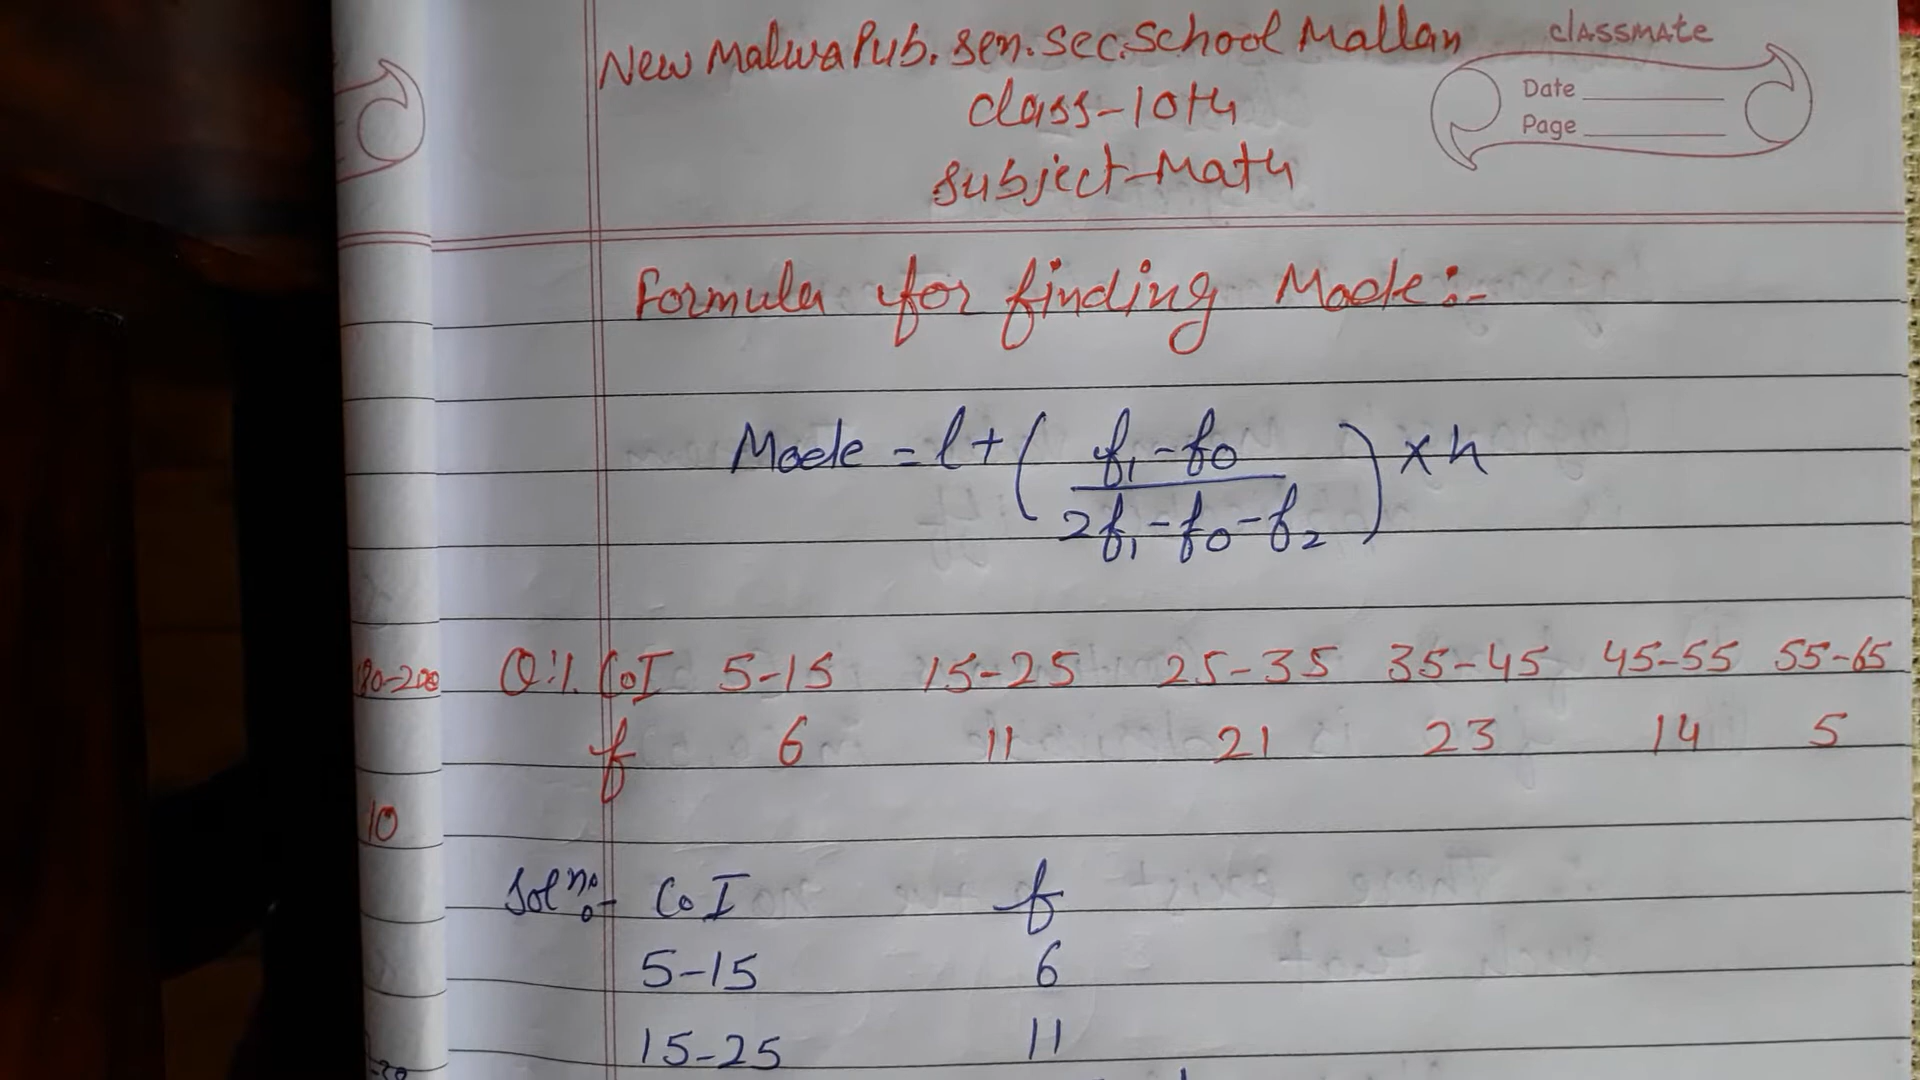 New Malwa Pub. Sen. Sec. School Mallan
classmate
Class-10th
Date
Page
Subject-Math
Formula for finding Mode:-
Mode = l + ( f₁ - f₀ / 2f₁ - f₀ - f₂ ) × h
Q:1. CoI 5-15 15-25 25-35 35-45 45-55 55-65
f 6 11 21 23 14 5
10
Solⁿ:- CoI f
5-15 6
15-25 11